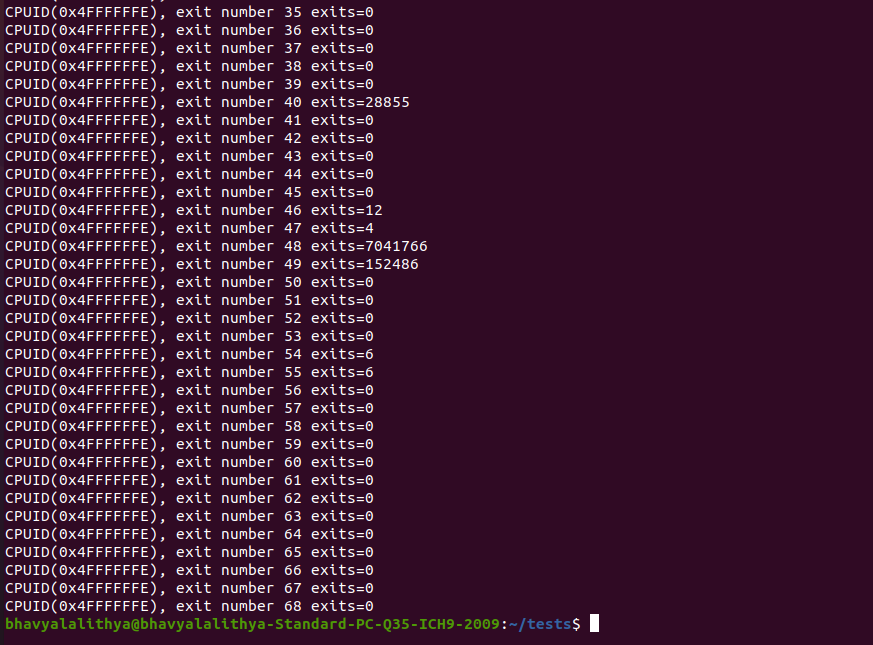 CPUID(0x4FFFFFFE), exit number 35 exits=0
CPUID(0x4FFFFFFE), exit number 36 exits=0
CPUID(0x4FFFFFFE), exit number 37 exits=0
CPUID(0x4FFFFFFE), exit number 38 exits=0
CPUID(0x4FFFFFFE), exit number 39 exits=0
CPUID(0x4FFFFFFE), exit number 40 exits=28855
CPUID(0x4FFFFFFE), exit number 41 exits=0
CPUID(0x4FFFFFFE), exit number 42 exits=0
CPUID(0x4FFFFFFE), exit number 43 exits=0
CPUID(0x4FFFFFFE), exit number 44 exits=0
CPUID(0x4FFFFFFE), exit number 45 exits=0
CPUID(0x4FFFFFFE), exit number 46 exits=12
CPUID(0x4FFFFFFE), exit number 47 exits=4
CPUID(0x4FFFFFFE), exit number 48 exits=7041766
CPUID(0x4FFFFFFE), exit number 49 exits=152486
CPUID(0x4FFFFFFE), exit number 50 exits=0
CPUID(0x4FFFFFFE), exit number 51 exits=0
CPUID(0x4FFFFFFE), exit number 52 exits=0
CPUID(0x4FFFFFFE), exit number 53 exits=0
CPUID(0x4FFFFFFE), exit number 54 exits=6
CPUID(0x4FFFFFFE), exit number 55 exits=6
CPUID(0x4FFFFFFE), exit number 56 exits=0
CPUID(0x4FFFFFFE), exit number 57 exits=0
CPUID(0x4FFFFFFE), exit number 58 exits=0
CPUID(0x4FFFFFFE), exit number 59 exits=0
CPUID(0x4FFFFFFE), exit number 60 exits=0
CPUID(0x4FFFFFFE), exit number 61 exits=0
CPUID(0x4FFFFFFE), exit number 62 exits=0
CPUID(0x4FFFFFFE), exit number 63 exits=0
CPUID(0x4FFFFFFE), exit number 64 exits=0
CPUID(0x4FFFFFFE), exit number 65 exits=0
CPUID(0x4FFFFFFE), exit number 66 exits=0
CPUID(0x4FFFFFFE), exit number 67 exits=0
CPUID(0x4FFFFFFE), exit number 68 exits=0
bhavyalalithya@bhavyalalithya-Standard-PC-Q35-ICH9-2009:~/tests$